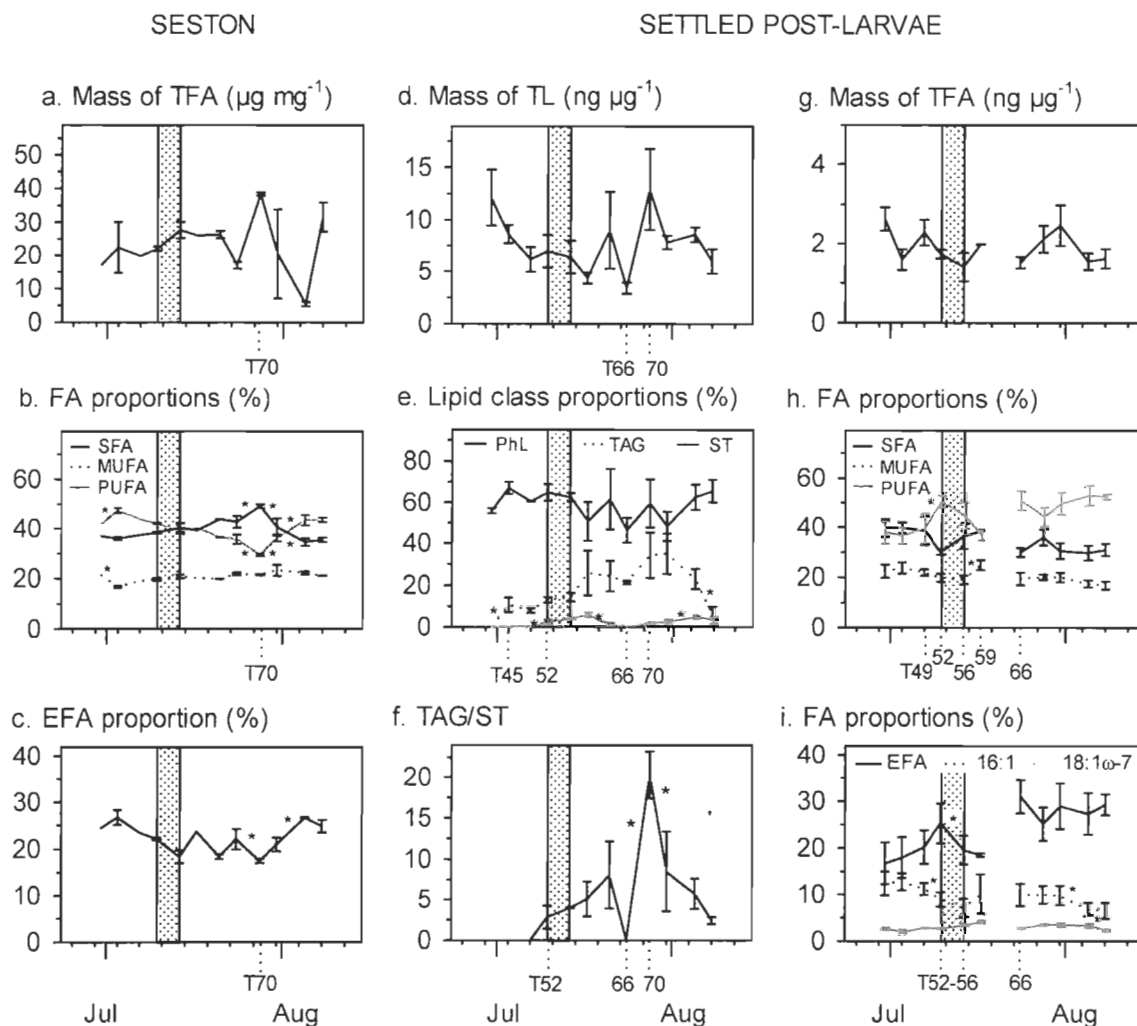 SESTON
SETTLED POST-LARVAE
a. Mass of TFA (µg mg⁻¹)
50
40
30
20
10
0
T70
d. Mass of TL (ng µg⁻¹)
15
10
5
0
T66 70
g. Mass of TFA (ng µg⁻¹)
4
2
0
b. FA proportions (%)
SFA
MUFA
PUFA
60
40
20
0
* * * * * * * *
T70
e. Lipid class proportions (%)
PhL TAG ST
80
60
40
20
0
* * * * *
T45 52 66 70
h. FA proportions (%)
SFA
MUFA
PUFA
60
40
20
0
* *
T49 52 56 59 66
c. EFA proportion (%)
40
30
20
10
0
* *
T70
Jul Aug
f. TAG/ST
20
15
10
5
0
* *
T52 66 70
Jul Aug
i. FA proportions (%)
EFA 16:1 18:1ω-7
40
30
20
10
0
* * * *
T52-56 66
Jul Aug